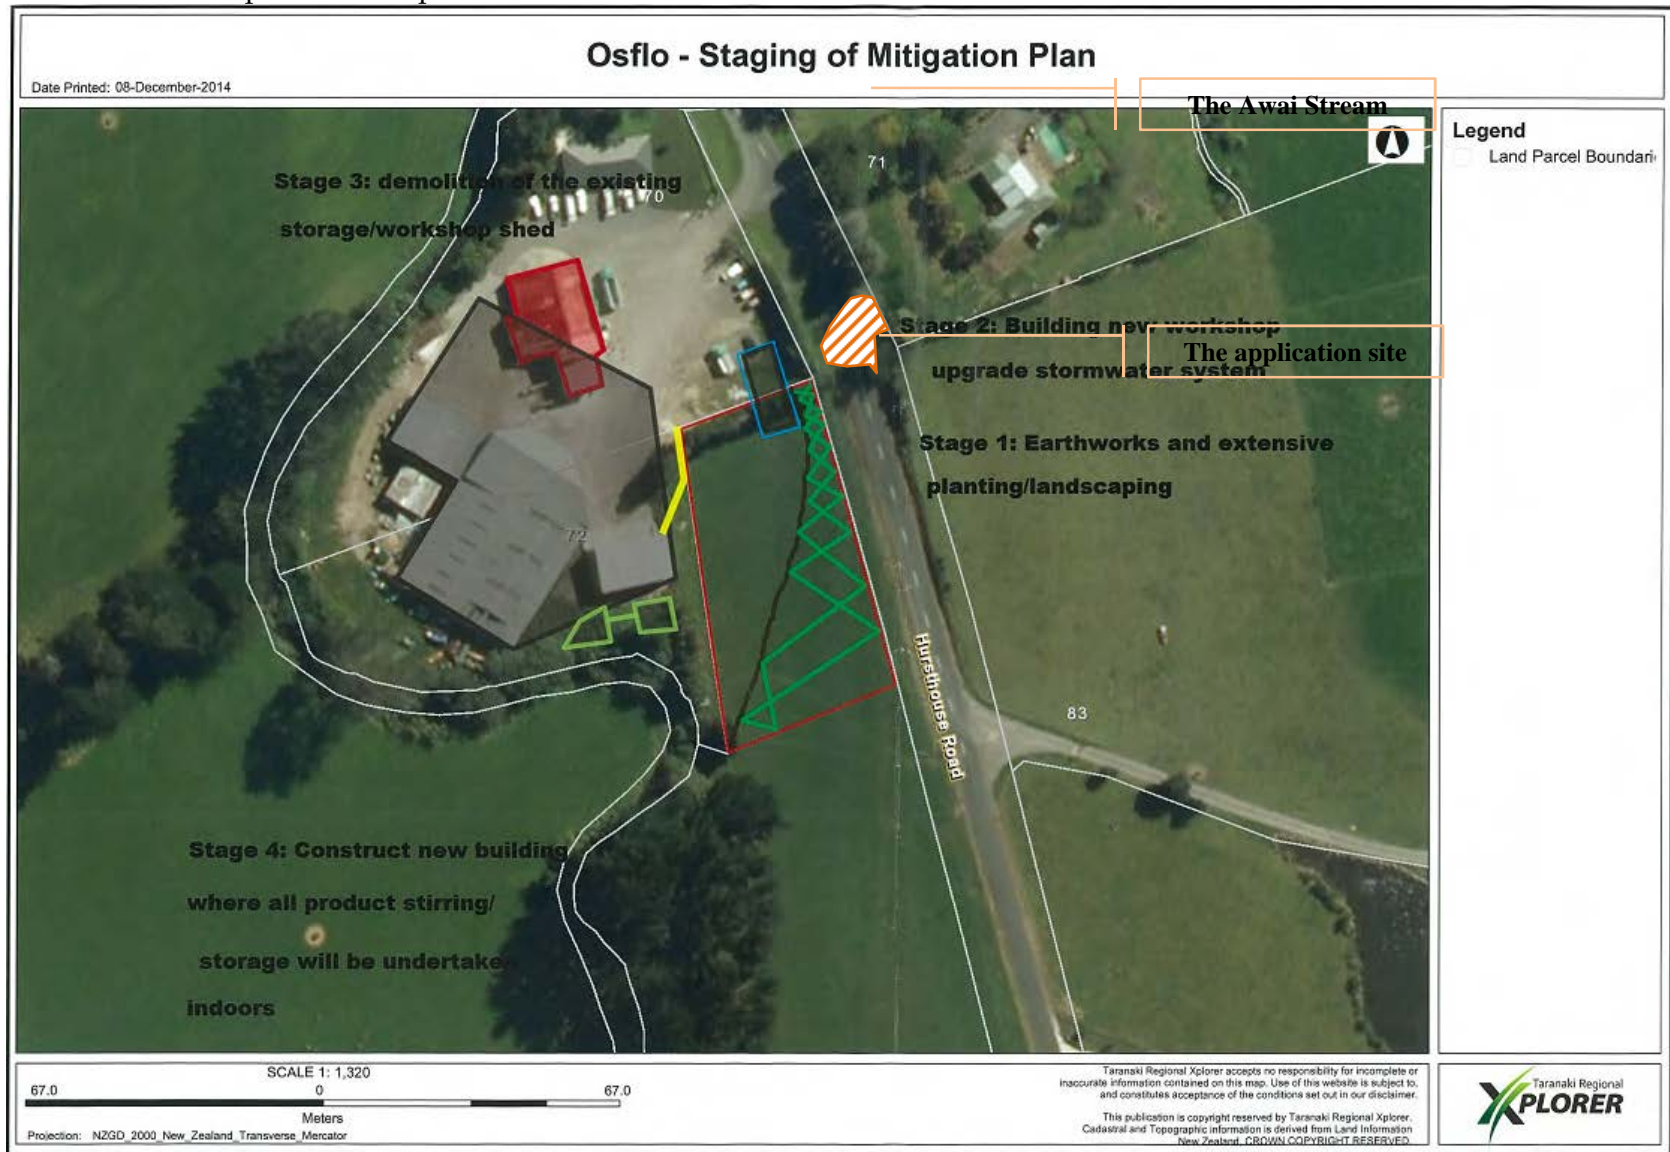 Osflo - Staging of Mitigation Plan
Date Printed: 08-December-2014
The Awai Stream
Legend
Land Parcel Boundari
71
Stage 3: demolition of the existing
70
storage/workshop shed
Stage 2: Building new workshop
The application site
upgrade stormwater system
Stage 1: Earthworks and extensive
planting/landscaping
72
Hursthouse Road
83
Stage 4: Construct new building
where all product stirring/
storage will be undertake
indoors
SCALE 1: 1,320
67.0 0 67.0
Meters
Projection: NZGD_2000_New_Zealand_Transverse_Mercator
Taranaki Regional Xplorer accepts no responsibility for incomplete or
inaccurate information contained on this map. Use of this website is subject to,
and constitutes acceptance of the conditions set out in our disclaimer.
This publication is copyright reserved by Taranaki Regional Xplorer.
Cadastral and Topographic information is derived from Land Information
New Zealand, CROWN COPYRIGHT RESERVED.
Taranaki Regional
XPLORER